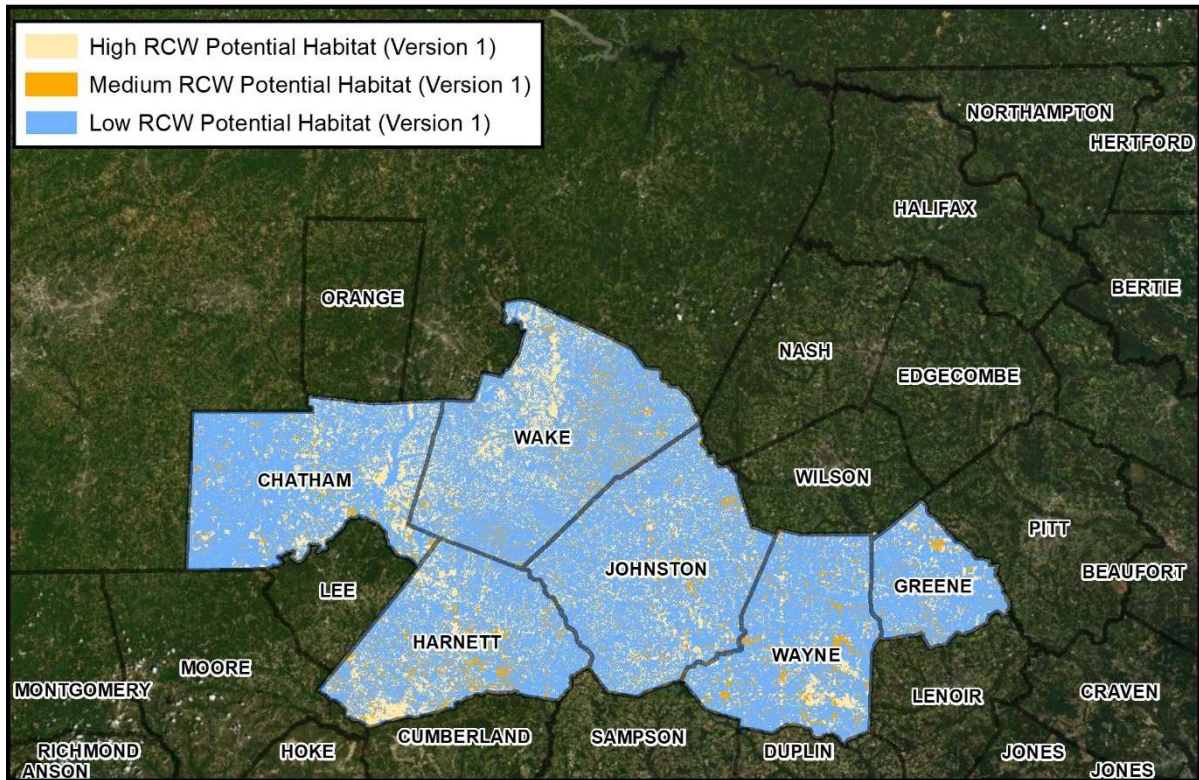 High RCW Potential Habitat (Version 1)
Medium RCW Potential Habitat (Version 1)
Low RCW Potential Habitat (Version 1)
NORTHAMPTON
HERTFORD
HALIFAX
BERTIE
ORANGE
NASH
EDGECOMBE
WAKE
CHATHAM
WILSON
PITT
JOHNSTON
BEAUFORT
LEE
GREENE
HARNETT
WAYNE
MOORE
MONTGOMERY
LENOIR
CRAVEN
CUMBERLAND
SAMPSON
RICHMOND
HOKE
DUPLIN
JONES
ANSON
JONES